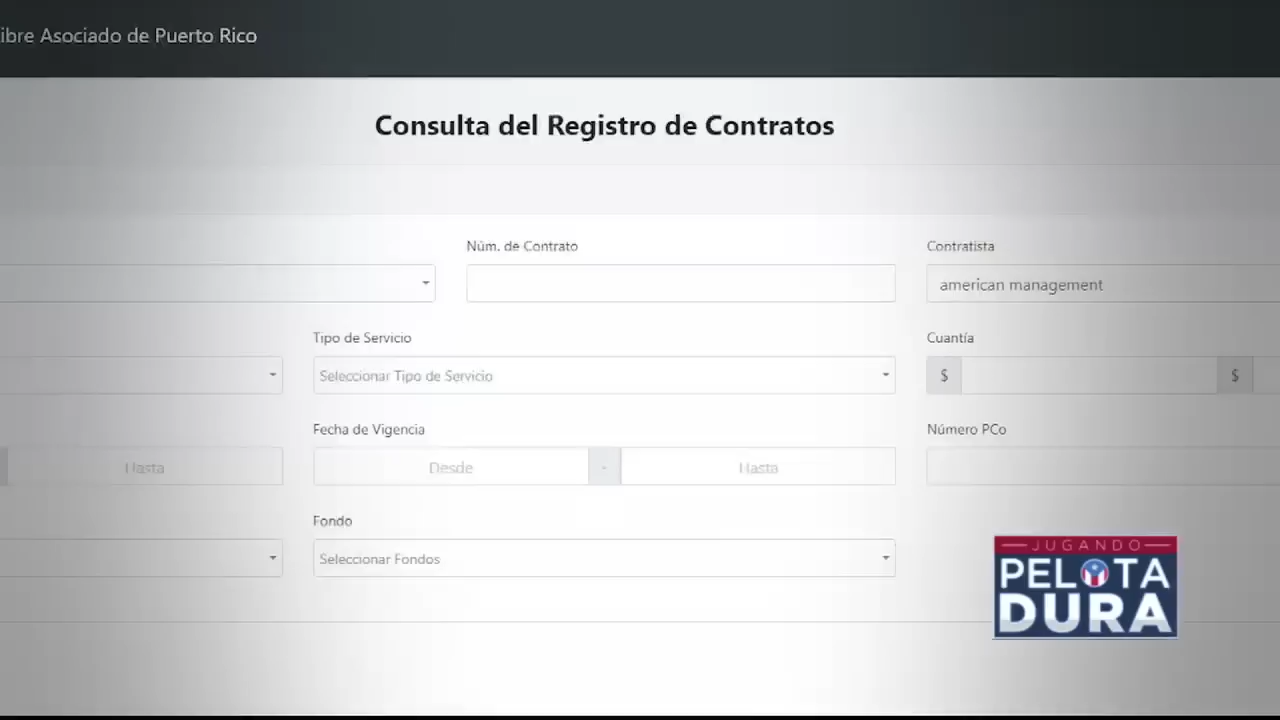 ibre Asociado de Puerto Rico
Consulta del Registro de Contratos
Núm. de Contrato
Contratista
american management
Tipo de Servicio
Cuantía
Seleccionar Tipo de Servicio
$
$
Fecha de Vigencia
Número PCo
Hasta
Desde
-
Hasta
Fondo
Seleccionar Fondos
JUGANDO
PELOTA
DURA